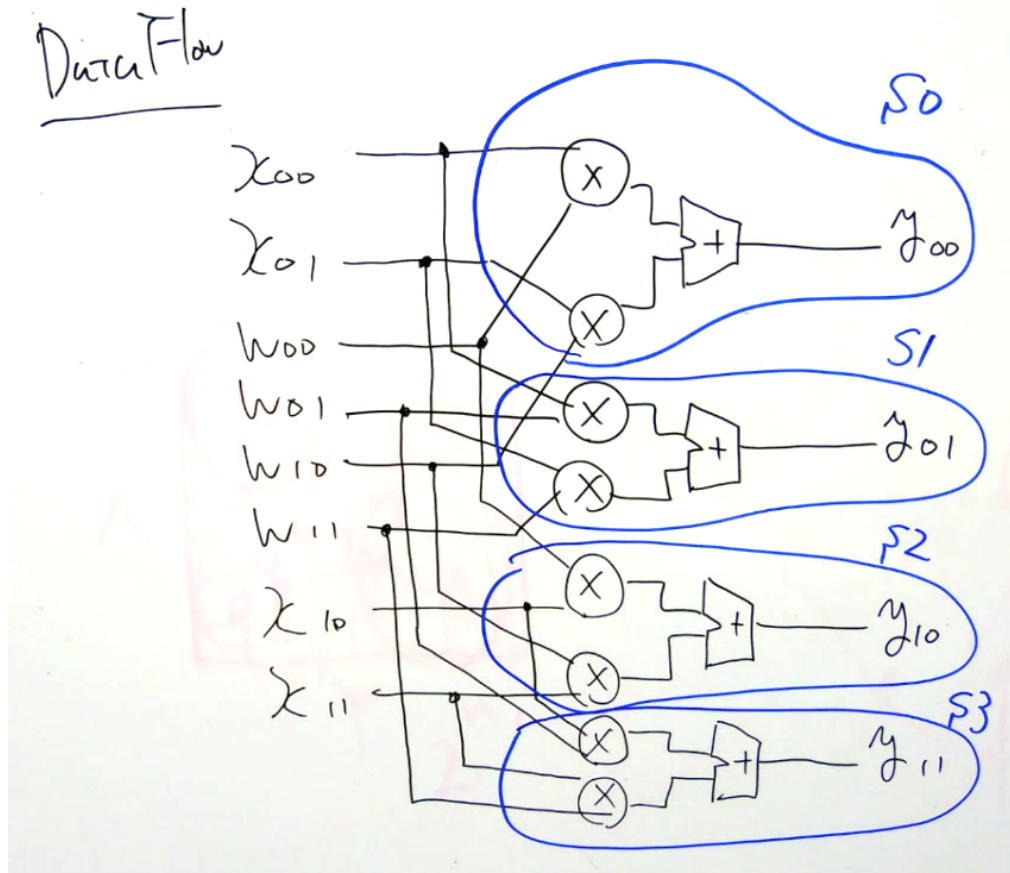 DataFlow
S0
x00
x01
y00
W00
S1
W01
y01
W10
W11
S2
x10
y10
x11
S3
y11
x
x
+
x
x
+
x
x
+
x
x
+